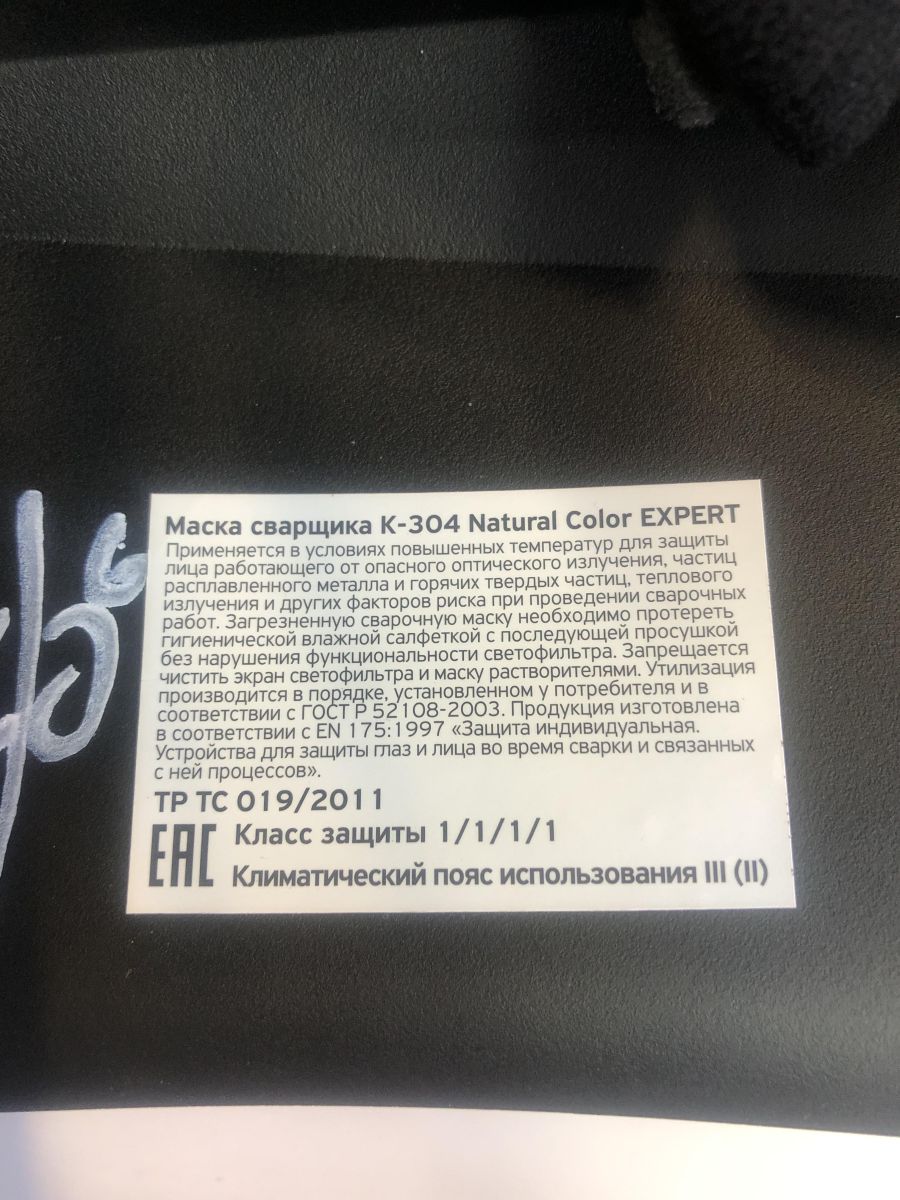 Маска сварщика К-304 Natural Color EXPERT
Применяется в условиях повышенных температур для защиты
лица работающего от опасного оптического излучения, частиц
расплавленного металла и горячих твердых частиц, теплового
излучения и других факторов риска при проведении сварочных
работ. Загрязненную сварочную маску необходимо протереть
гигиенической влажной салфеткой с последующей просушкой
без нарушения функциональности светофильтра. Запрещается
чистить экран светофильтра и маску растворителями. Утилизация
производится в порядке, установленном у потребителя и в
соответствии с ГОСТ Р 52108-2003. Продукция изготовлена
в соответствии с EN 175:1997 «Защита индивидуальная.
Устройства для защиты глаз и лица во время сварки и связанных
с ней процессов».
ТР ТС 019/2011
EAC Класс защиты 1/1/1/1
Климатический пояс использования III (II)